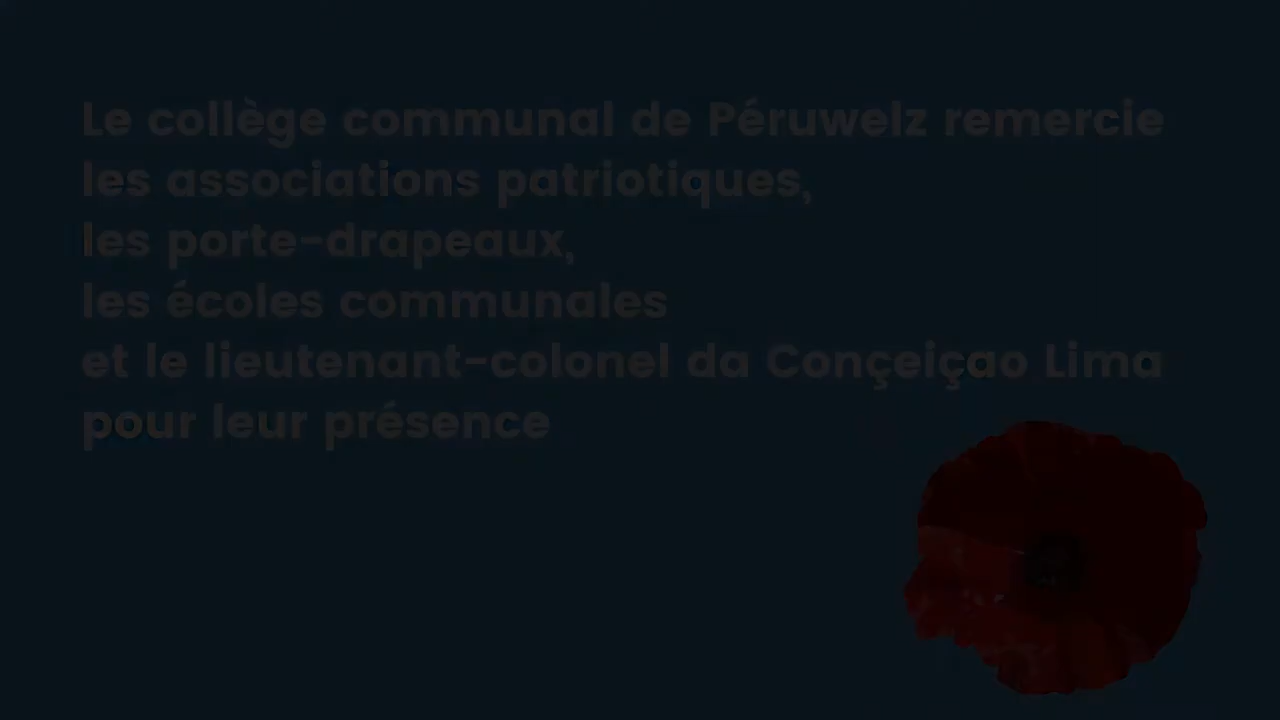 Le collège communal de Péruwelz remercie
les associations patriotiques,
les porte-drapeaux,
les écoles communales
et le lieutenant-colonel da Conçeiçao Lima
pour leur présence